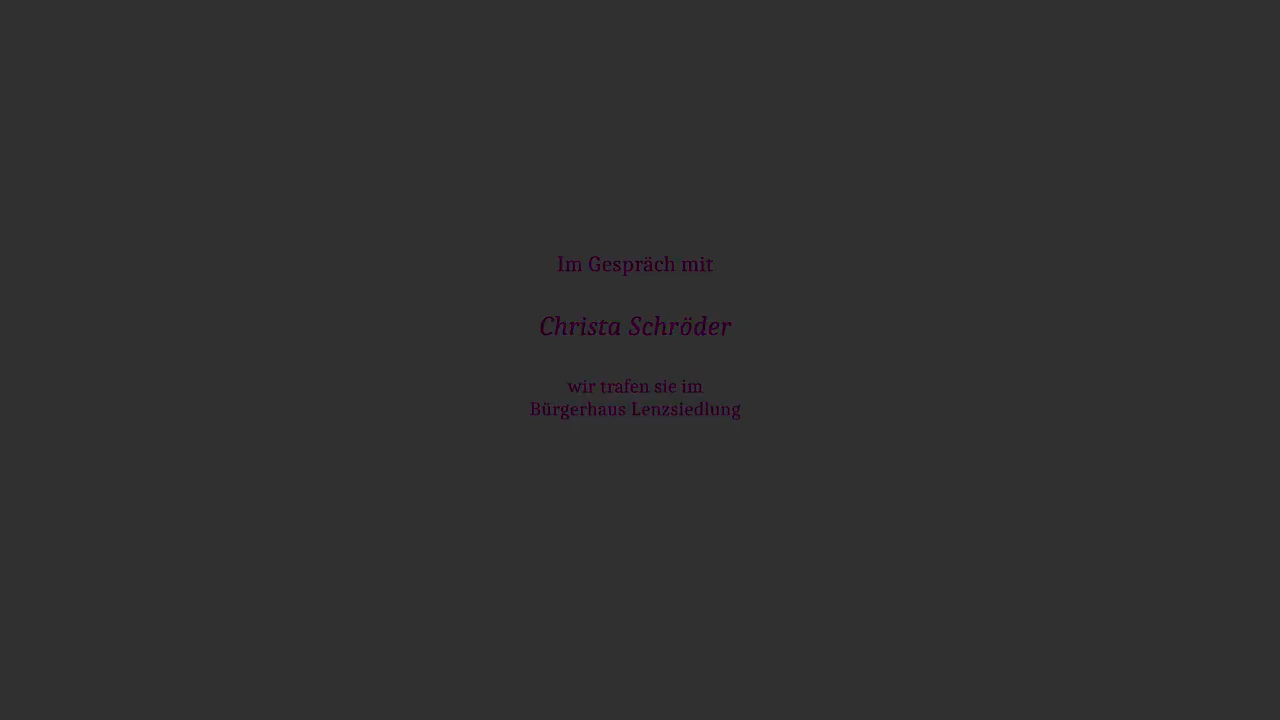 Im Gespräch mit
Christa Schröder
wir trafen sie im
Bürgerhaus Lenzsiedlung